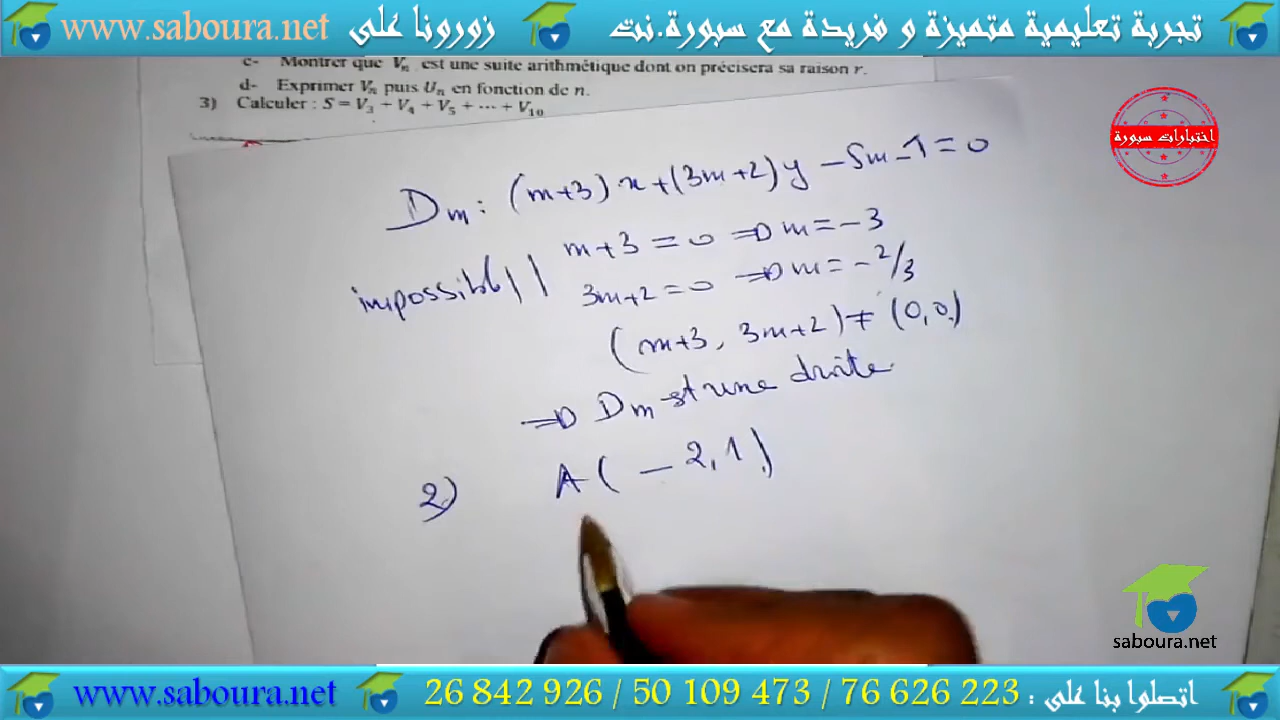 www.saboura.net زورونا على تجربة تعليمية متميزة و فريدة مع سبورة.نت
c- Montrer que Vn est une suite arithmétique dont on précisera sa raison r.
d- Exprimer Vn puis Un en fonction de n.
3) Calculer : S = V3 + V4 + V5 + ... + V10
اختبارات سبورة
Dm : (m+3)x+(3m+2)y -5m-1=0
m+3=0 => m=-3
impossible
3m+2=0 => m=-2/3
(m+3, 3m+2) ≠ (0,0)
=> Dm est une droite
2) A(-2,1)
saboura.net
www.saboura.net 26 842 926 / 50 109 473 / 76 626 223 : اتصلوا بنا على